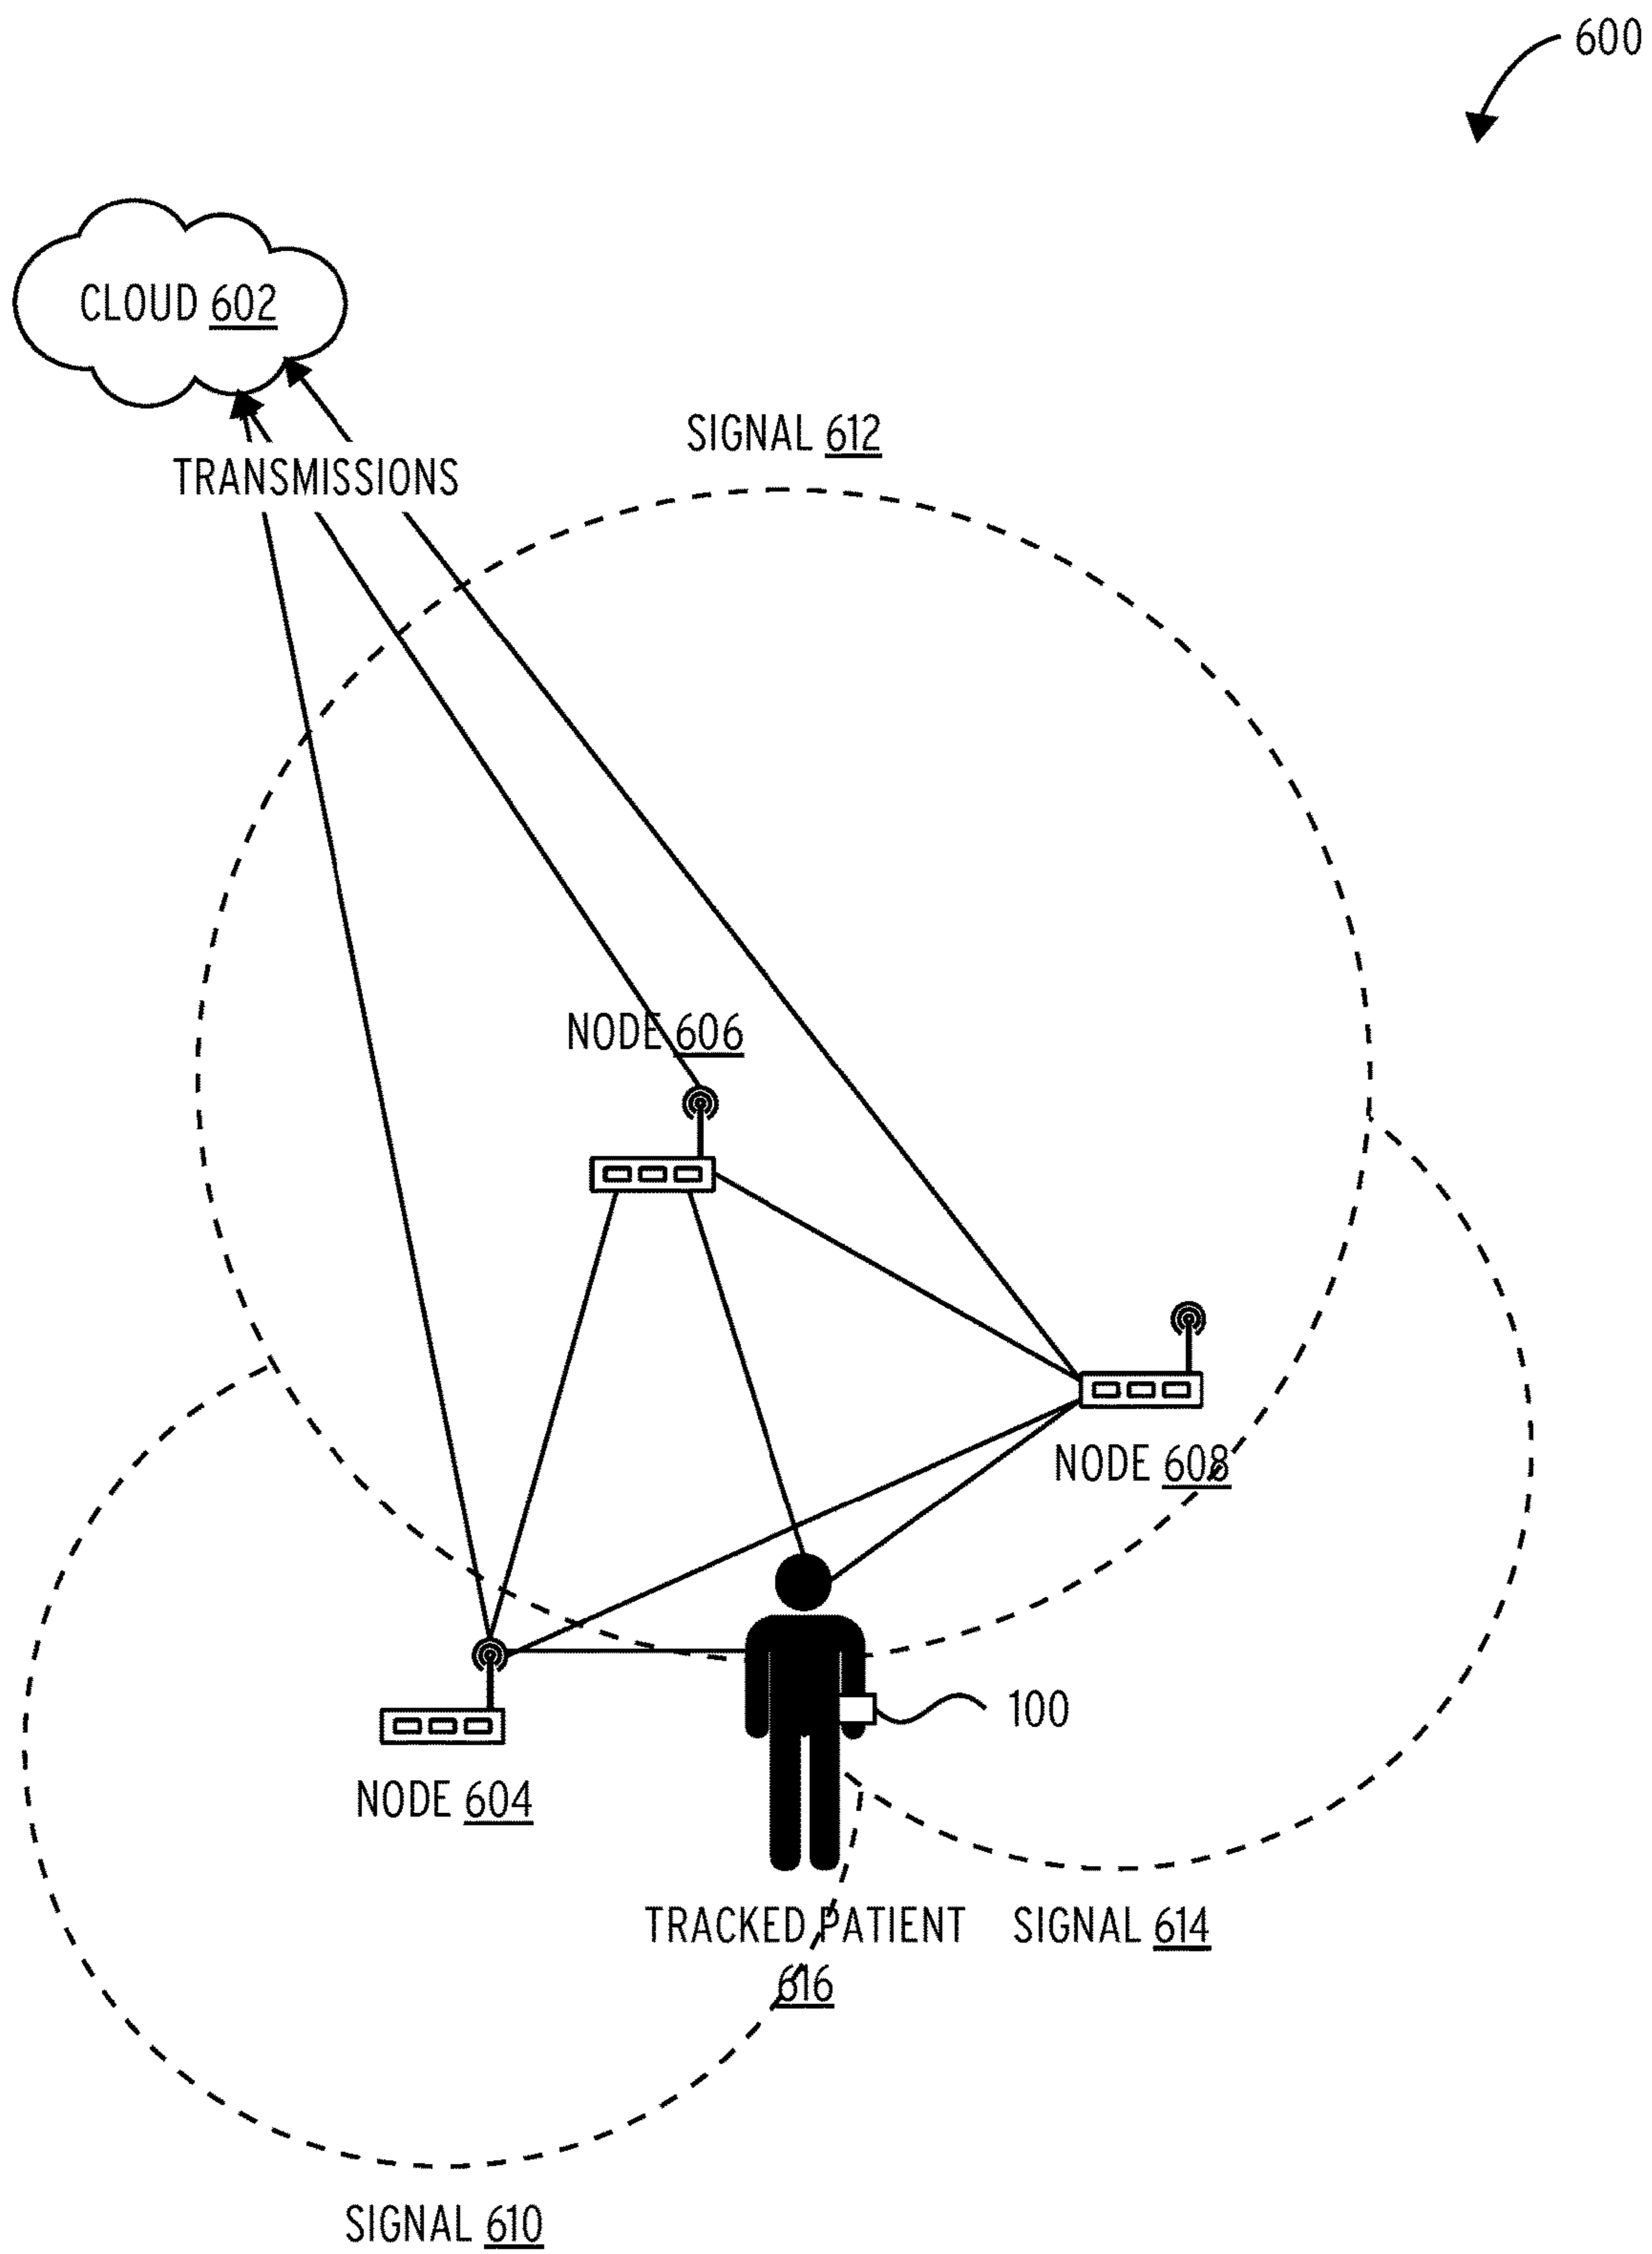 600
CLOUD 602
SIGNAL 612
TRANSMISSIONS
NODE 606
NODE 608
100
NODE 604
TRACKED PATIENT
616
SIGNAL 614
SIGNAL 610